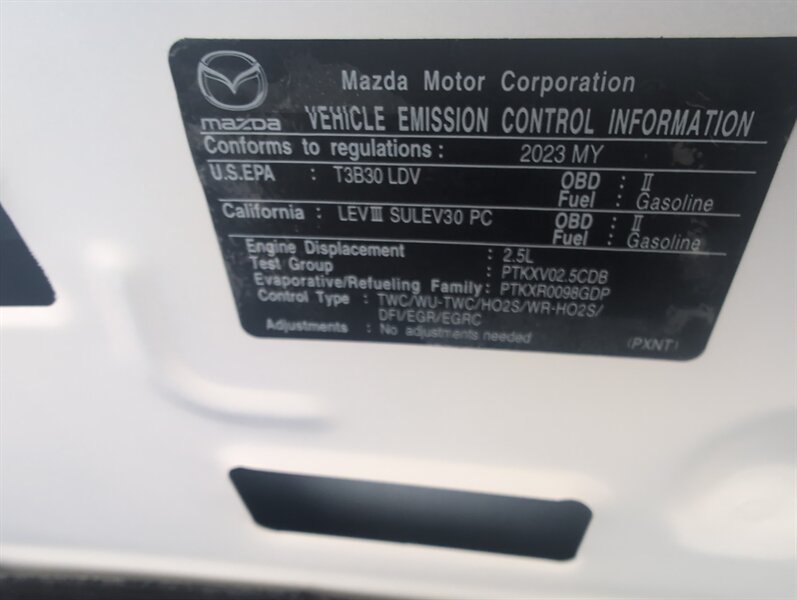 Mazda Motor Corporation
mazda VEHICLE EMISSION CONTROL INFORMATION
Conforms to regulations : 2023 MY
U.S.EPA : T3B30 LDV OBD : II
Fuel : Gasoline
California : LEVIII SULEV30 PC OBD : II
Fuel : Gasoline
Engine Displacement : 2.5L
Test Group : PTKXV02.5CDB
Evaporative/Refueling Family: PTKXR0098GDP
Control Type : TWC/WU-TWC/HO2S/WR-HO2S/
DFI/EGR/EGRC
Adjustments : No adjustments needed
(PXNT)